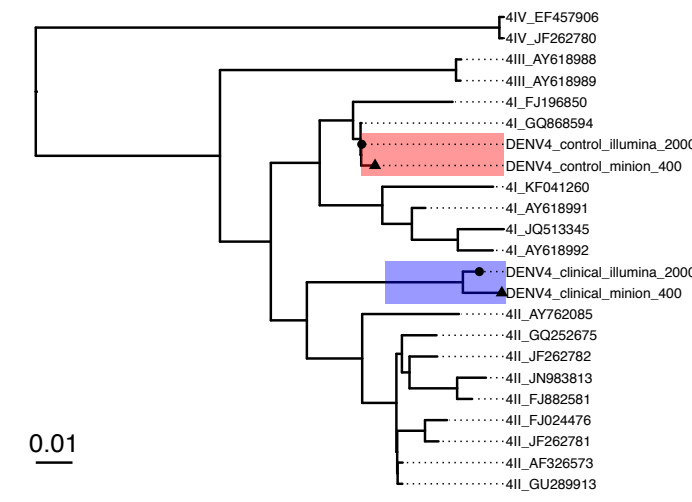 4IV_EF457906
4IV_JF262780
4III_AY618988
4III_AY618989
4I_FJ196850
4I_GQ868594
DENV4_control_illumina_2000
DENV4_control_minion_400
4I_KF041260
4I_AY618991
4I_JQ513345
4I_AY618992
DENV4_clinical_illumina_2000
DENV4_clinical_minion_400
4II_AY762085
4II_GQ252675
4II_JF262782
4II_JN983813
4II_FJ882581
4II_FJ024476
4II_JF262781
4II_AF326573
4II_GU289913
0.01